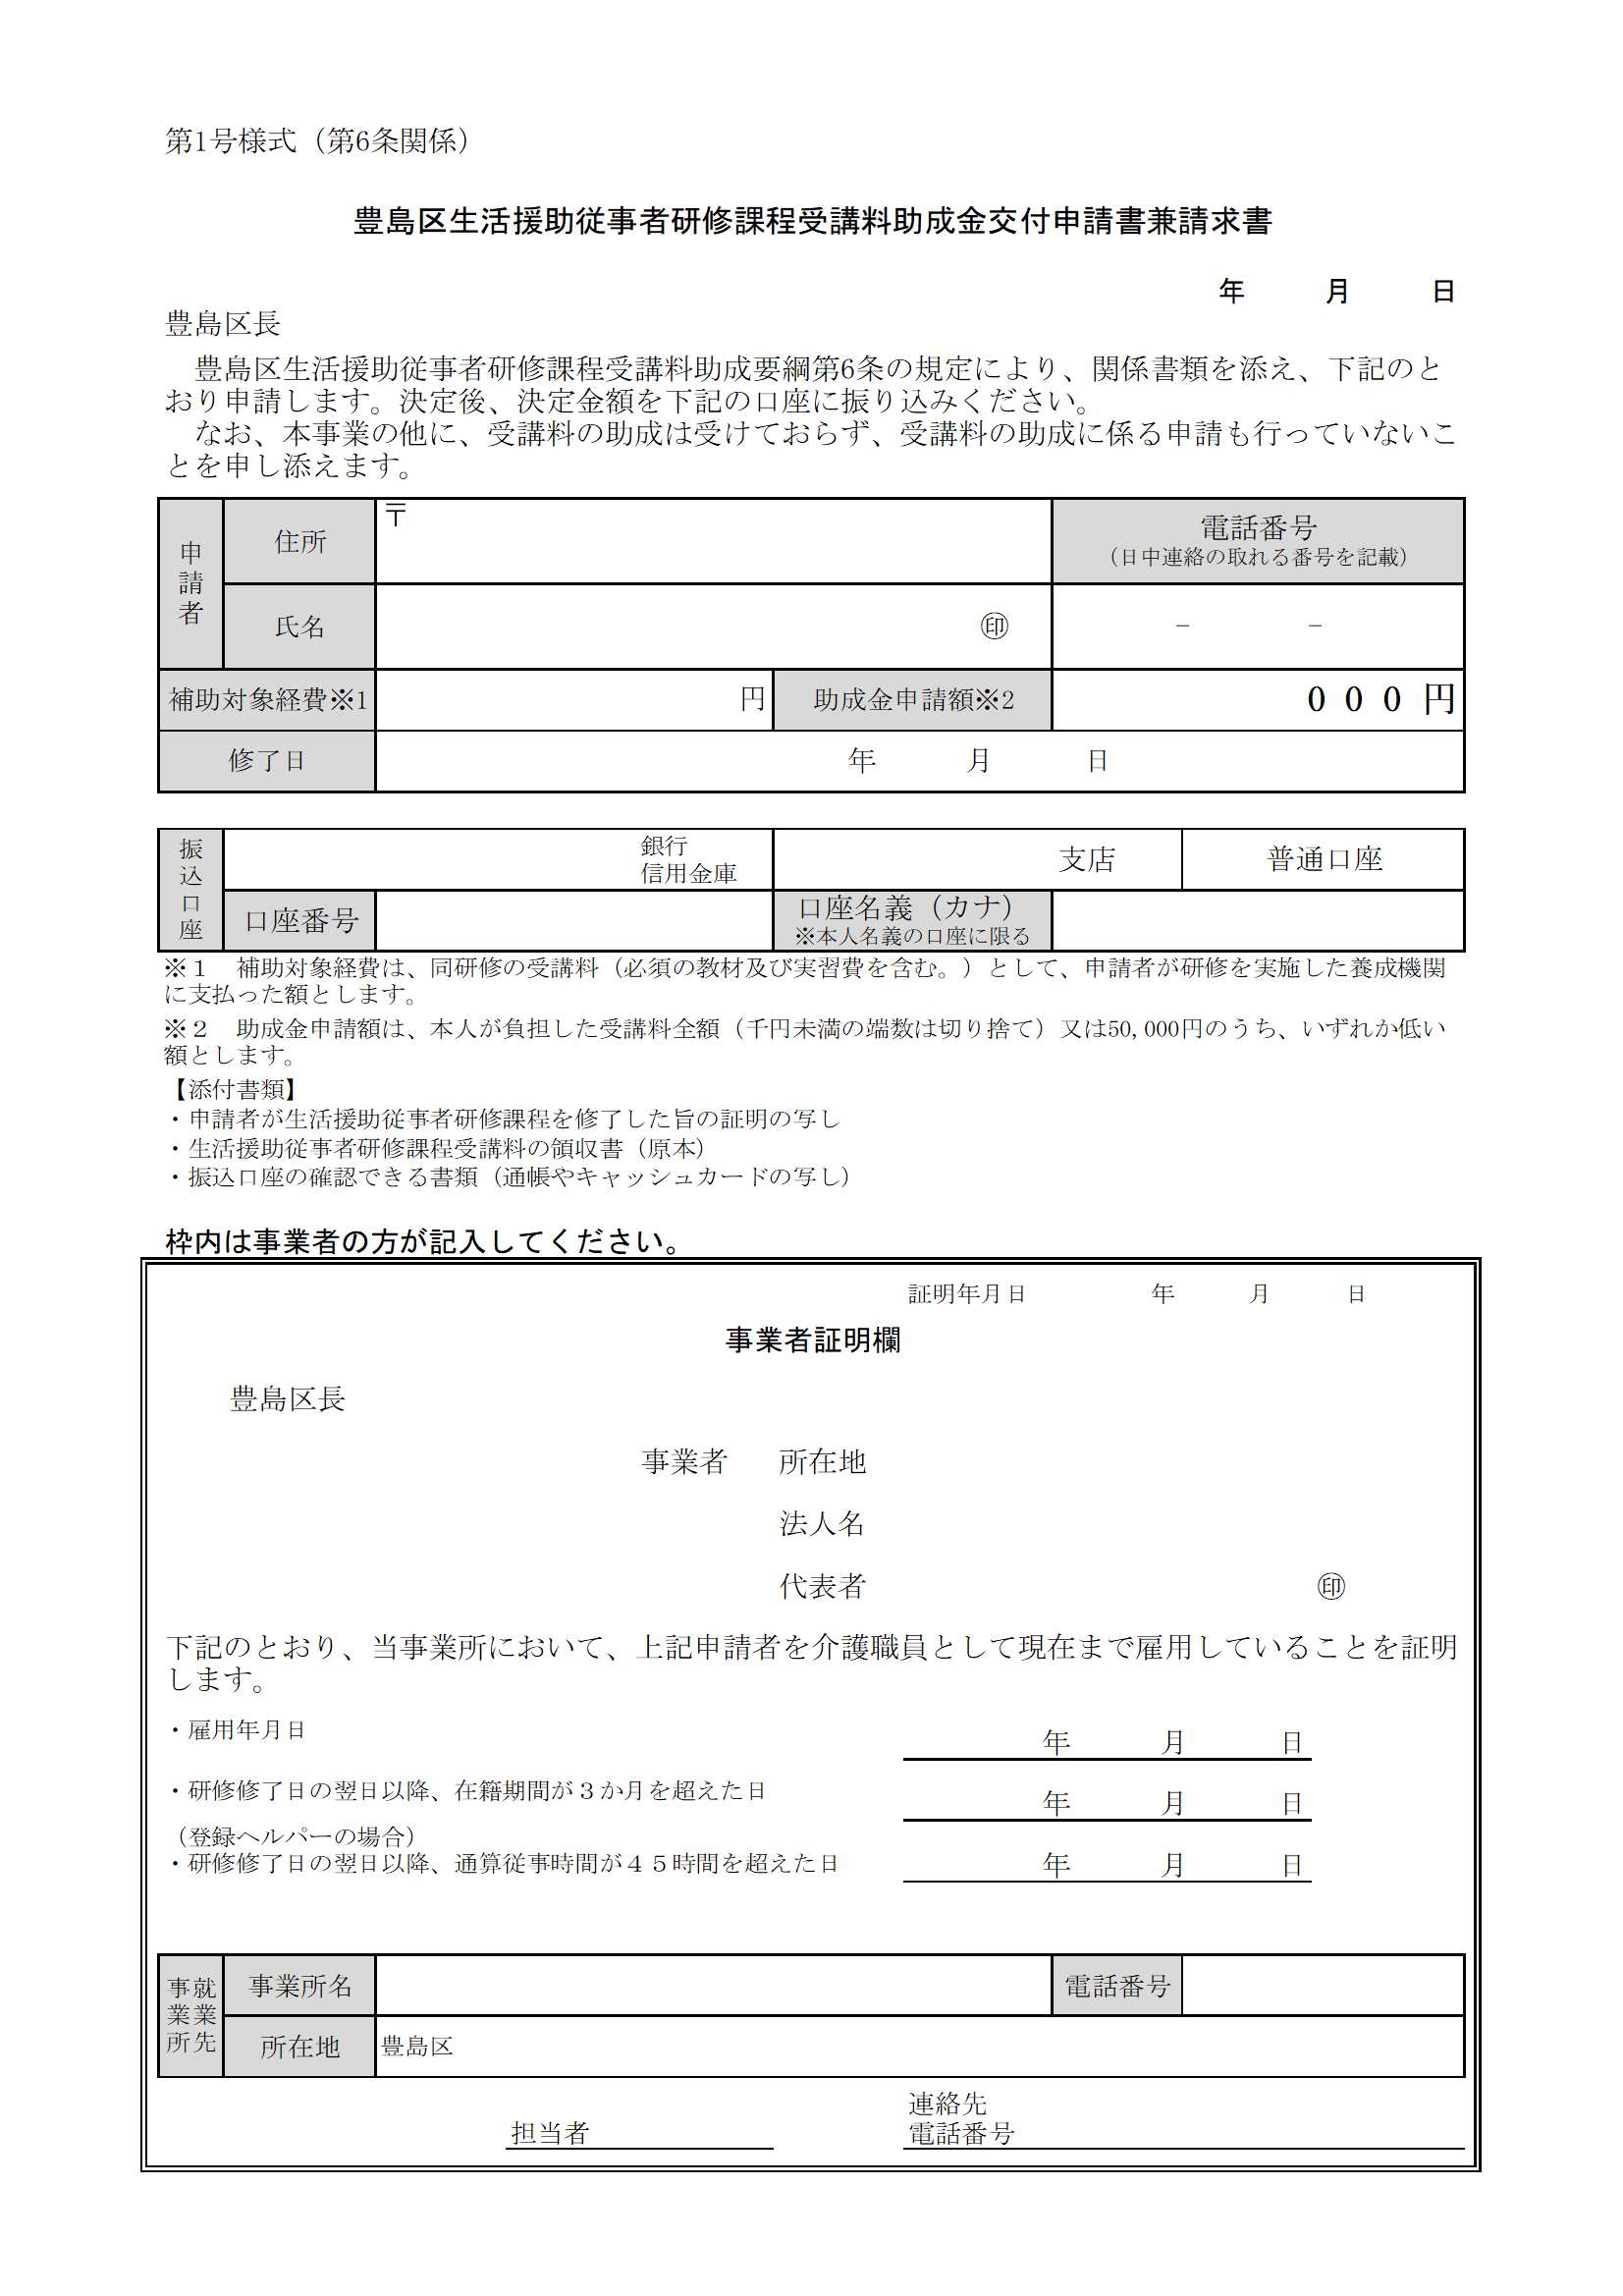 第1号様式（第6条関係）
豊島区生活援助従事者研修課程受講料助成金交付申請書兼請求書
年　月　日
豊島区長
豊島区生活援助従事者研修課程受講料助成要綱第6条の規定により、関係書類を添え、下記のと
おり申請します。決定後、決定金額を下記の口座に振り込みください。
なお、本事業の他に、受講料の助成は受けておらず、受講料の助成に係る申請も行っていないこ
とを申し添えます。
申請者
住所
〒
電話番号
（日中連絡の取れる番号を記載）
氏名
㊞
－　－
補助対象経費※1
円
助成金申請額※2
０００円
修了日
年　月　日
振込口座
銀行
信用金庫
支店
普通口座
口座番号
口座名義（カナ）
※本人名義の口座に限る
※１　補助対象経費は、同研修の受講料（必須の教材及び実習費を含む。）として、申請者が研修を実施した養成機関
に支払った額とします。
※２　助成金申請額は、本人が負担した受講料全額（千円未満の端数は切り捨て）又は50,000円のうち、いずれか低い
額とします。
【添付書類】
・申請者が生活援助従事者研修課程を修了した旨の証明の写し
・生活援助従事者研修課程受講料の領収書（原本）
・振込口座の確認できる書類（通帳やキャッシュカードの写し）
枠内は事業者の方が記入してください。
証明年月日　年　月　日
事業者証明欄
豊島区長
事業者　所在地
法人名
代表者　㊞
下記のとおり、当事業所において、上記申請者を介護職員として現在まで雇用していることを証明
します。
・雇用年月日　年　月　日
・研修修了日の翌日以降、在籍期間が３か月を超えた日　年　月　日
（登録ヘルパーの場合）
・研修修了日の翌日以降、通算従事時間が４５時間を超えた日　年　月　日
就業先
事業所
事業所名
電話番号
所在地
豊島区
担当者
連絡先
電話番号